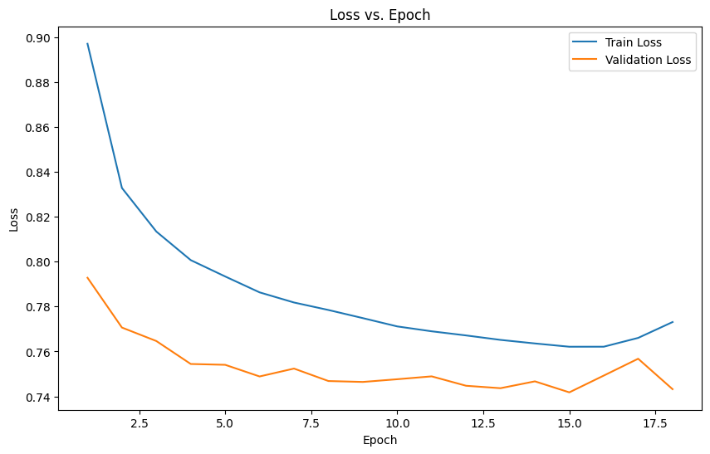 Loss vs. Epoch
Train Loss
Validation Loss
Loss
0.90
0.88
0.86
0.84
0.82
0.80
0.78
0.76
0.74
2.5 5.0 7.5 10.0 12.5 15.0 17.5
Epoch